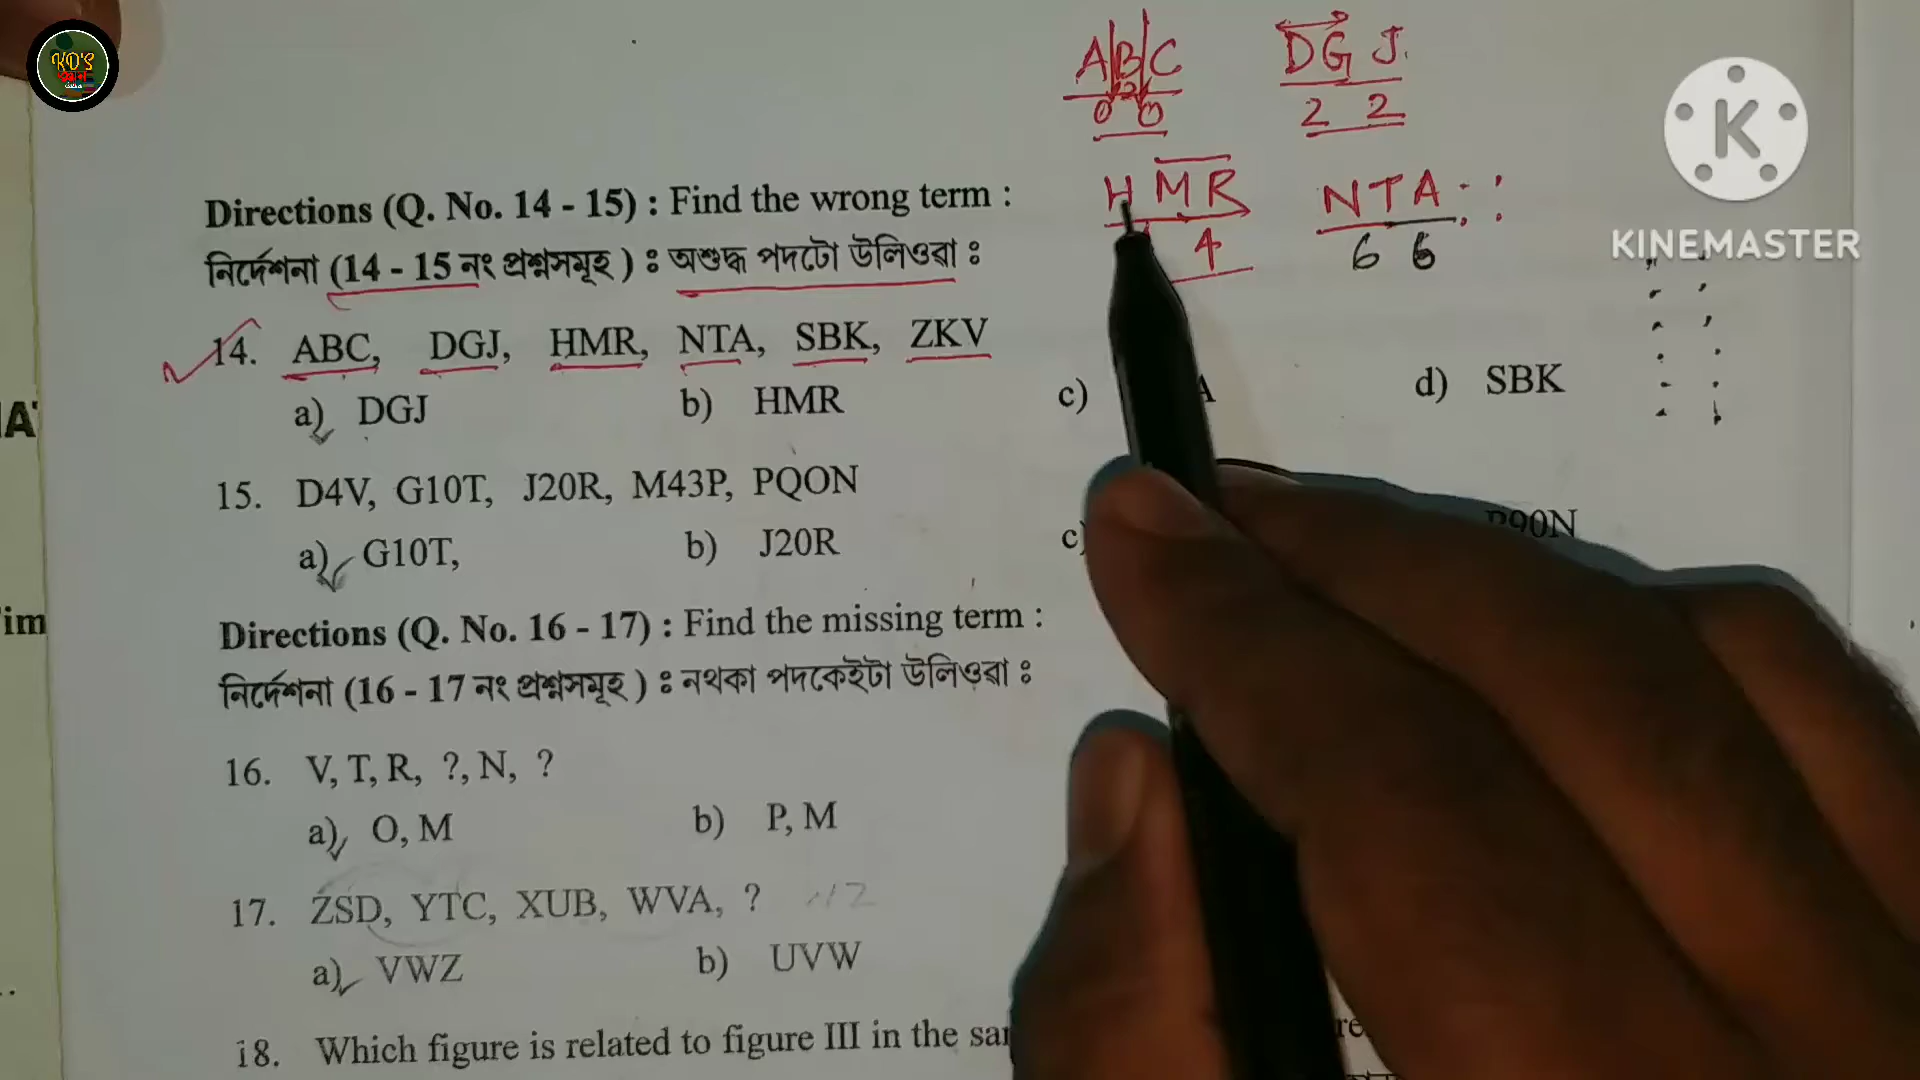 KD'S
জ্ঞান
A|B|C
DGJ.
0 0
2 2
HMR
NTA
4
6 6
KINEMASTER
Directions (Q. No. 14 - 15) : Find the wrong term :
নিৰ্দেশনা (14 - 15 নং প্ৰশ্নসমূহ ) ঃ অশুদ্ধ পদটো উলিওৱা ঃ
14. ABC, DGJ, HMR, NTA, SBK, ZKV
a) DGJ b) HMR c) A d) SBK
15. D4V, G10T, J20R, M43P, PQON
a) G10T, b) J20R c) P90N
Directions (Q. No. 16 - 17) : Find the missing term :
নিৰ্দেশনা (16 - 17 নং প্ৰশ্নসমূহ ) ঃ নথকা পদকেইটা উলিওৱা ঃ
16. V, T, R, ?, N, ?
a) O, M b) P, M
17. ZSD, YTC, XUB, WVA, ?
a) VWZ b) UVW
18. Which figure is related to figure III in the sa